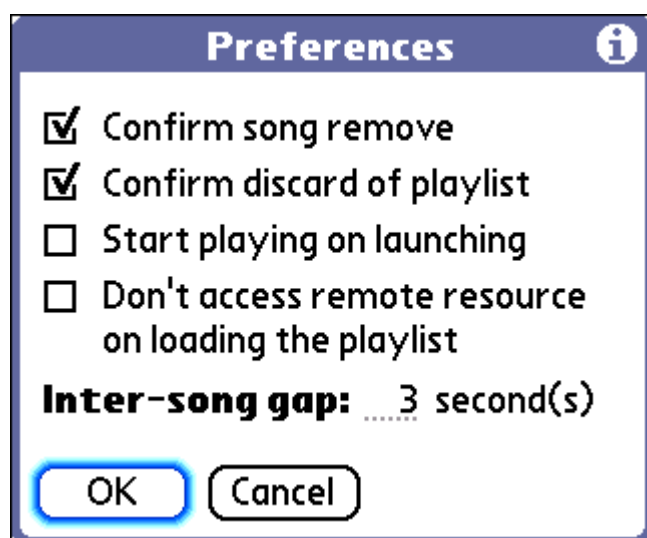 Preferences
Confirm song remove
Confirm discard of playlist
Start playing on launching
Don't access remote resource
on loading the playlist
Inter-song gap: 3 second(s)
OK Cancel